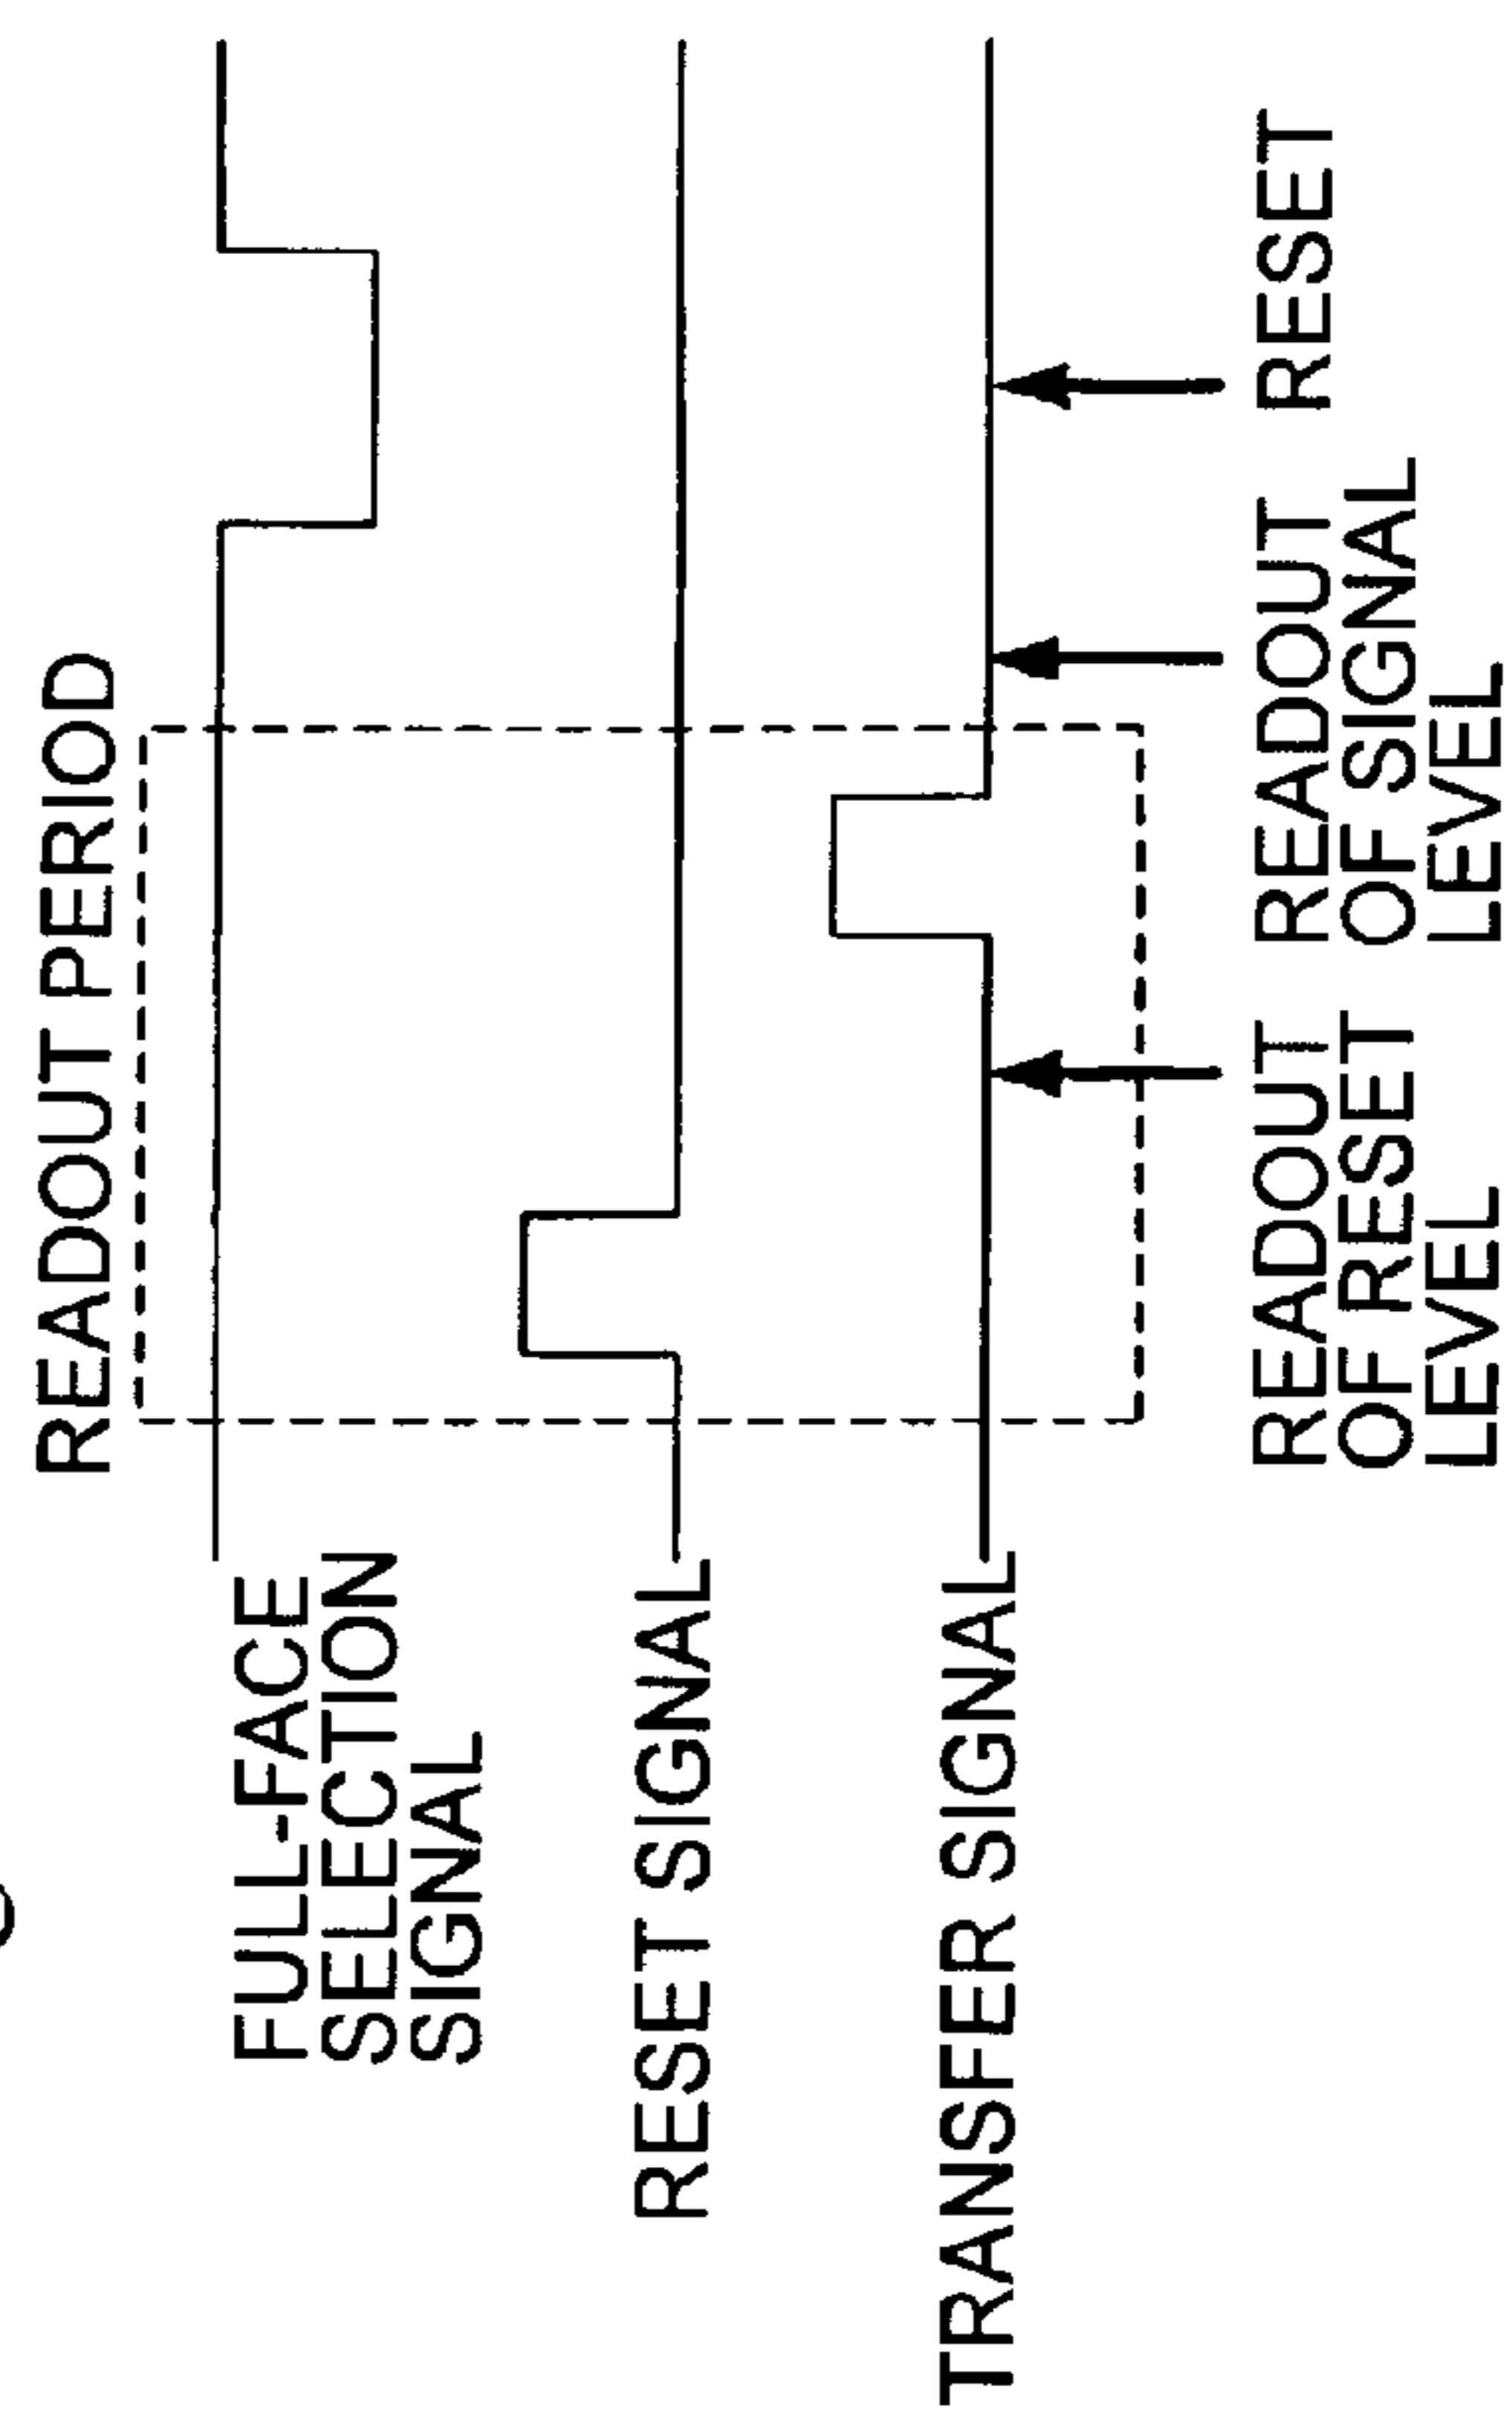 READOUT PERIOD
FULL-FACE
SELECTION
SIGNAL
RESET SIGNAL
TRANSFER SIGNAL
READOUT
OF RESET
LEVEL
READOUT
OF SIGNAL
LEVEL
RESET